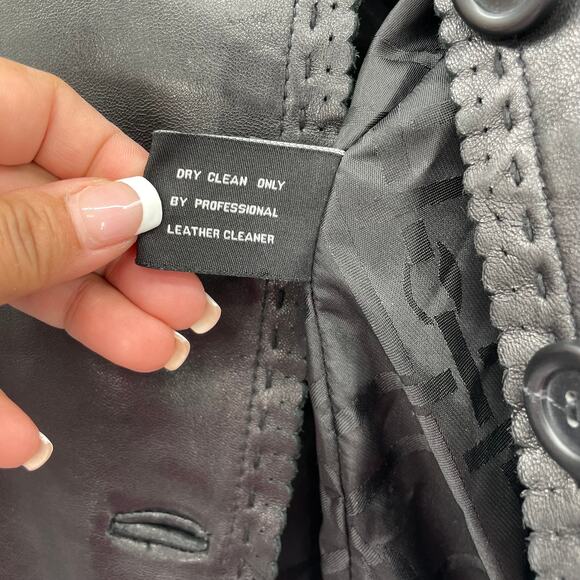 DRY CLEAN ONLY
BY PROFESSIONAL
LEATHER CLEANER